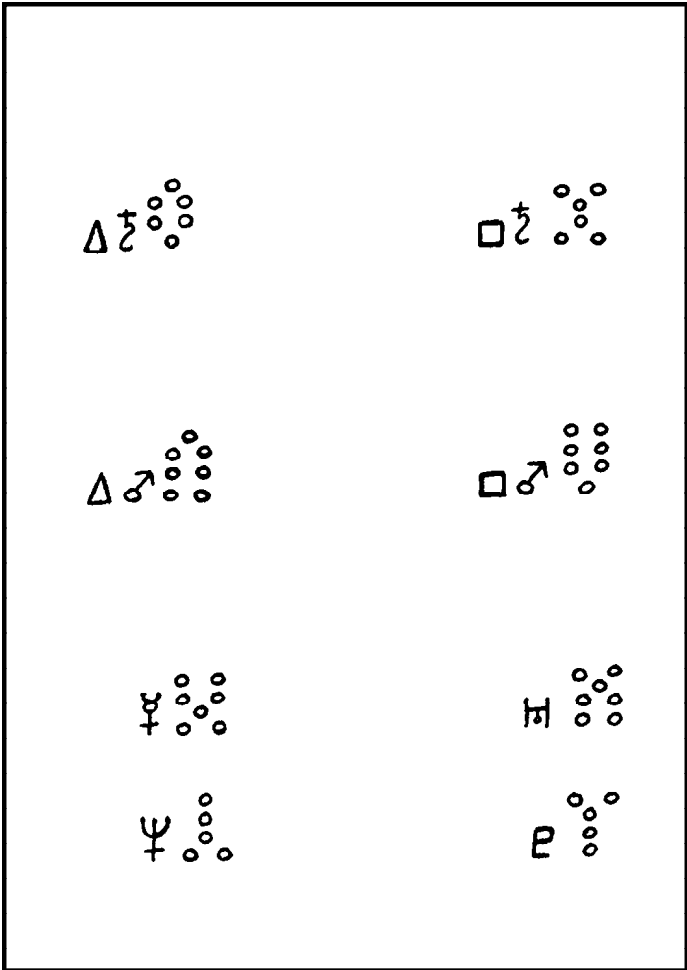 △ ♄ □ ♄
△ ♂ □ ♂
☿ ♅
♆ ♇